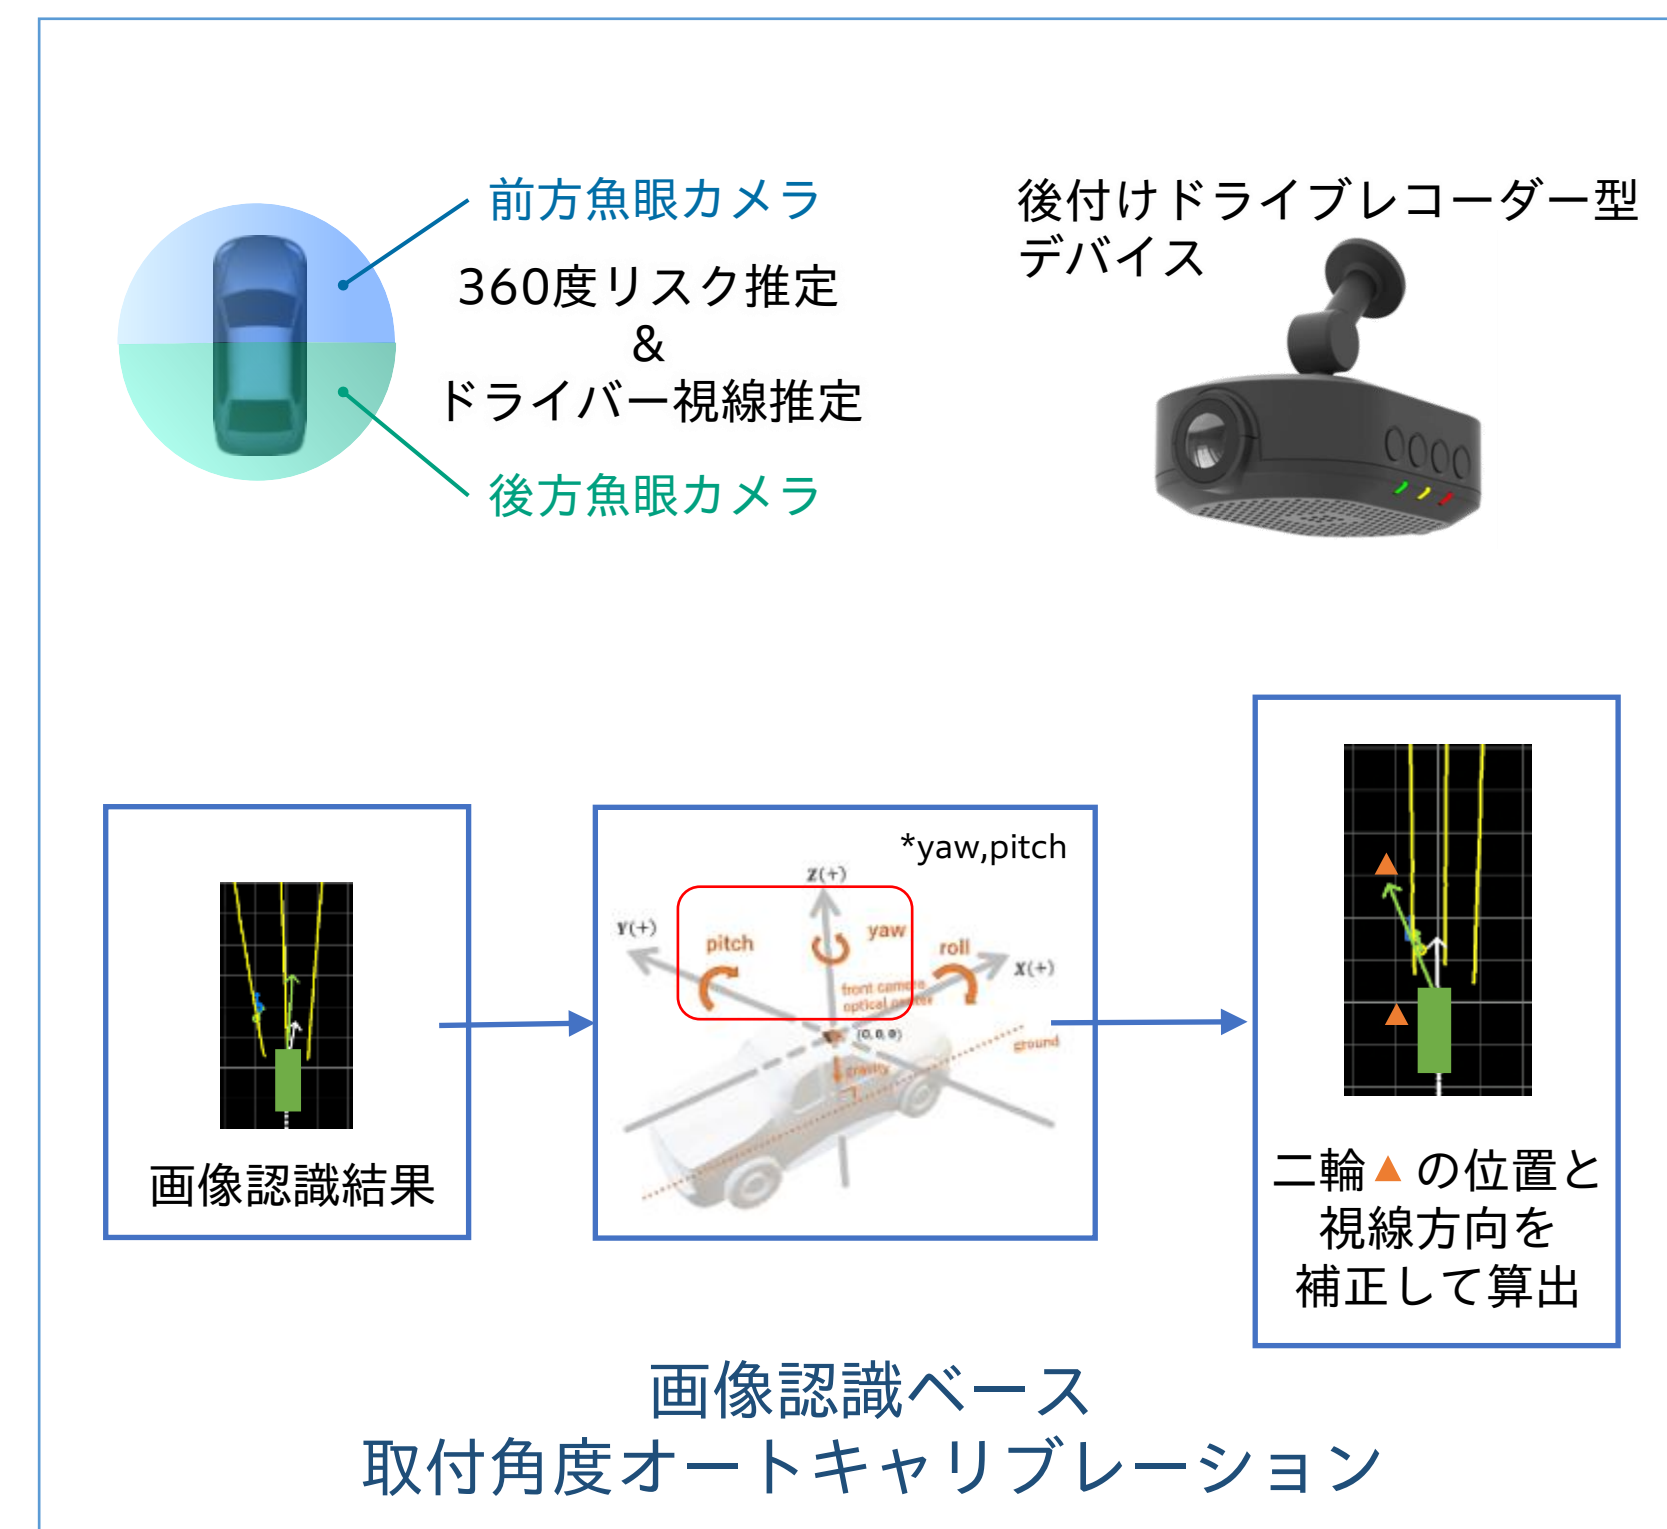 前方魚眼カメラ
360度リスク推定
&
ドライバー視線推定
後方魚眼カメラ
後付けドライブレコーダー型
デバイス
画像認識結果
*yaw,pitch
Z(+)
Y(+)
pitch
yaw
roll
X(+)
front camera
optical center
(0, 0, 0)
ground
gravity
二輪▲の位置と
視線方向を
補正して算出
画像認識ベース
取付角度オートキャリブレーション